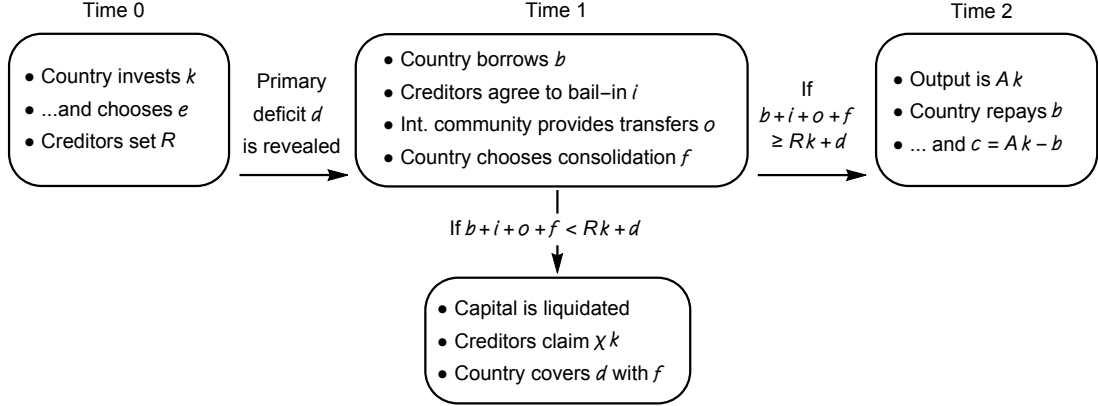 Time 0
Time 1
Time 2
• Country invests k
• ...and chooses e
• Creditors set R
Primary
deficit d
is revealed
• Country borrows b
• Creditors agree to bail−in i
• Int. community provides transfers o
• Country chooses consolidation f
If
b+i+o+f
≥ Rk+d
• Output is Ak
• Country repays b
• ... and c = Ak−b
If b+i+o+f < Rk+d
• Capital is liquidated
• Creditors claim χk
• Country covers d with f